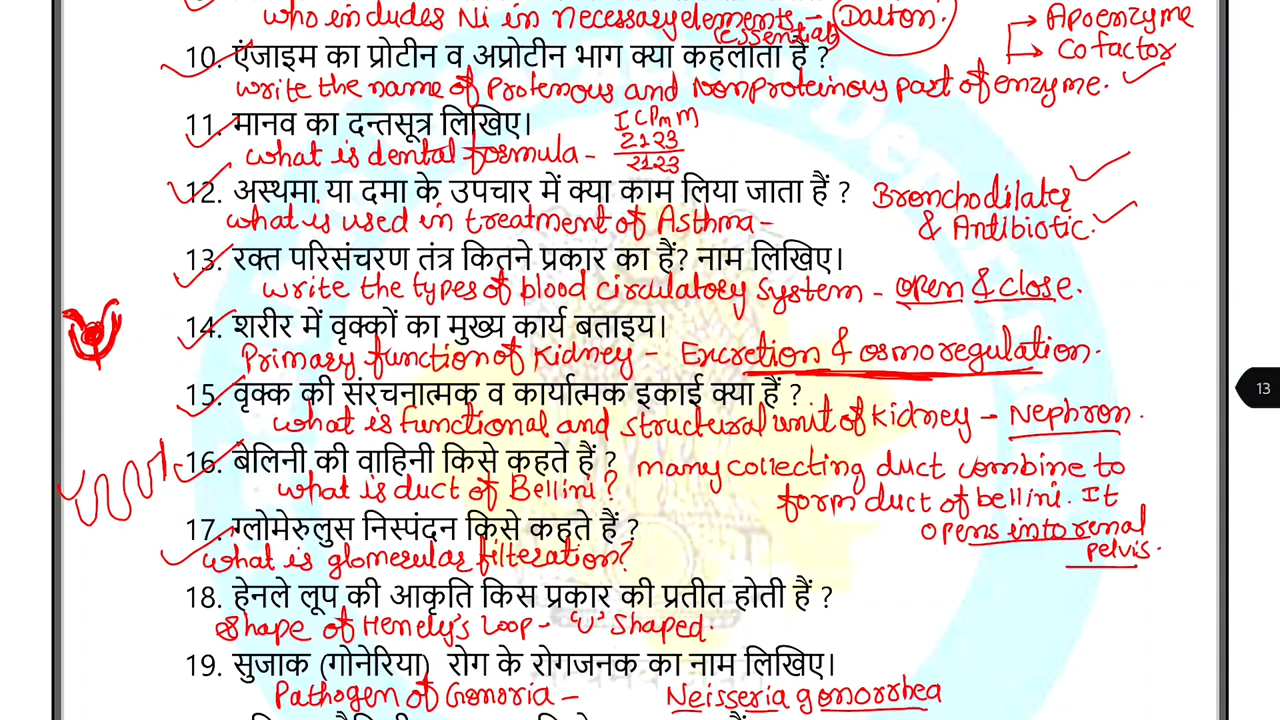 who includes Ni in necessary elements - Dalton.
(essential)
→ Apoenzyme
→ Cofactor
10. एंजाइम का प्रोटीन व अप्रोटीन भाग क्या कहलाता हैं ?
write the name of Protenous and Nonproteinous part of enzyme.
11. मानव का दन्तसूत्र लिखिए।
I C Pm M
what is dental formula - 2123
2123
12. अस्थमा या दमा के उपचार में क्या काम लिया जाता हैं ? Bronchodilater
what is used in treatment of Asthma - & Antibiotic.
13. रक्त परिसंचरण तंत्र कितने प्रकार का हैं? नाम लिखिए।
write the types of blood circulatory system - open & close.
14. शरीर में वृक्कों का मुख्य कार्य बताइय।
Primary function of Kidney - Excretion & osmoregulation.
15. वृक्क की संरचनात्मक व कार्यात्मक इकाई क्या हैं ?
what is functional and structural unit of kidney - Nephron.
16. बेलिनी की वाहिनी किसे कहते हैं ? many collecting duct combine to
what is duct of Bellini? form duct of bellini. It
opens into renal
pelvis.
17. ग्लोमेरुलुस निस्पंदन किसे कहते हैं ?
what is glomerular filteration?
18. हेनले लूप की आकृति किस प्रकार की प्रतीत होती हैं ?
Shape of Henely's Loop - 'U' Shaped.
19. सुजाक (गोनेरिया) रोग के रोगजनक का नाम लिखिए।
Pathogen of Gonoria - Neisseria gonorrhea
13